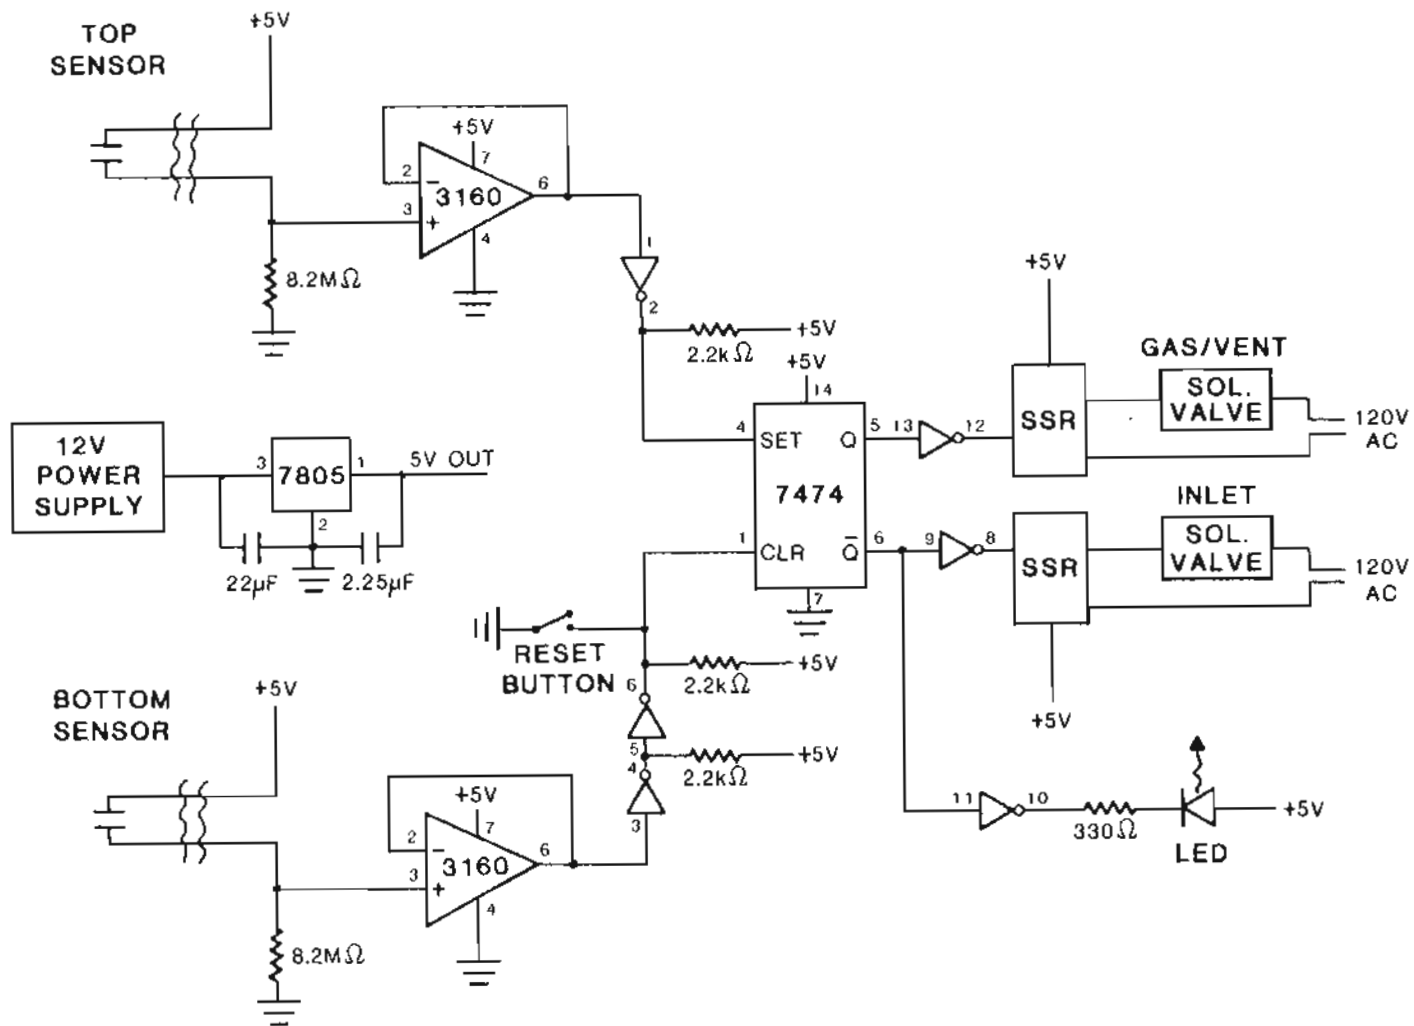 TOP
SENSOR
+5V
+5V
7
2
−
3160
6
3
+
4
8.2MΩ
1
2
+5V
2.2kΩ
+5V
14
4
SET
Q
5
13
12
7474
1
CLR
Q̅
6
7
9
8
+5V
SSR
GAS/VENT
SOL.
VALVE
120V
AC
INLET
SSR
SOL.
VALVE
120V
AC
+5V
12V
POWER
SUPPLY
3
7805
1
5V OUT
2
22µF
2.25µF
RESET
BUTTON
+5V
2.2kΩ
6
5
+5V
2.2kΩ
4
3
BOTTOM
SENSOR
+5V
+5V
7
2
−
3160
6
3
+
4
8.2MΩ
11
10
330Ω
LED
+5V